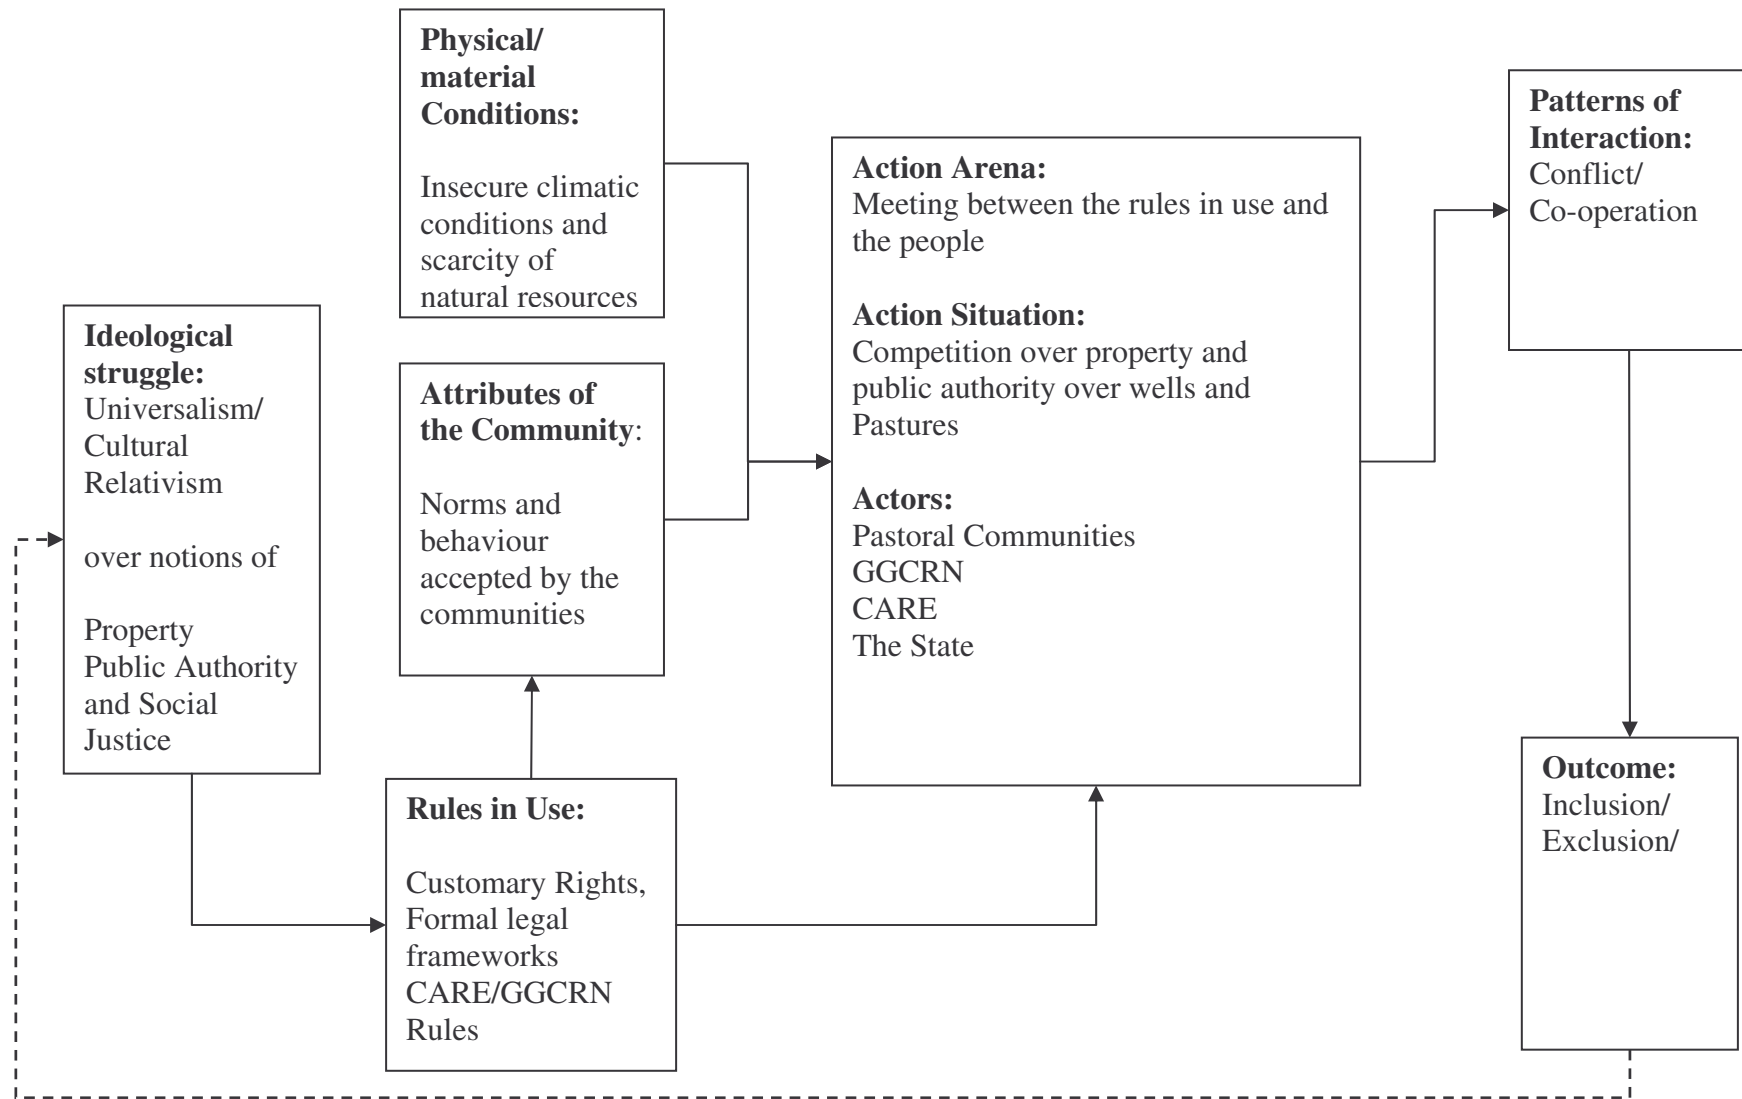 Physical/
material
Conditions:
Insecure climatic
conditions and
scarcity of
natural resources
Ideological
struggle:
Universalism/
Cultural
Relativism
over notions of
Property
Public Authority
and Social
Justice
Attributes of
the Community:
Norms and
behaviour
accepted by the
communities
Rules in Use:
Customary Rights,
Formal legal
frameworks
CARE/GGCRN
Rules
Action Arena:
Meeting between the rules in use and
the people
Action Situation:
Competition over property and
public authority over wells and
Pastures
Actors:
Pastoral Communities
GGCRN
CARE
The State
Patterns of
Interaction:
Conflict/
Co-operation
Outcome:
Inclusion/
Exclusion/